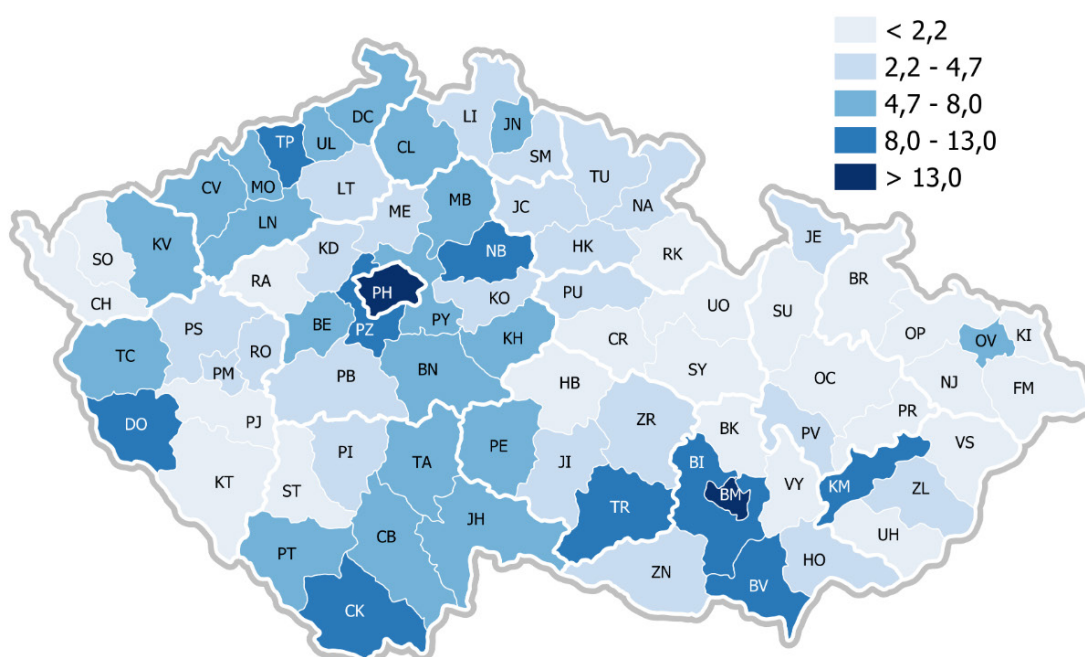 < 2,2
2,2 - 4,7
4,7 - 8,0
8,0 - 13,0
> 13,0
DC
LI
JN
TP
UL
CL
SM
TU
CV
MO
LT
MB
JC
NA
LN
ME
KV
KD
NB
HK
RK
JE
SO
RA
PH
KO
PU
BR
CH
PS
BE
PZ
PY
UO
SU
TC
RO
KH
CR
OP
OV
KI
PM
PB
BN
SY
OC
NJ
FM
DO
PJ
HB
PR
KT
PI
ZR
BK
PV
VS
ST
TA
PE
JI
BI
VY
KM
ZL
TR
BM
PT
CB
JH
UH
ZN
BV
HO
CK